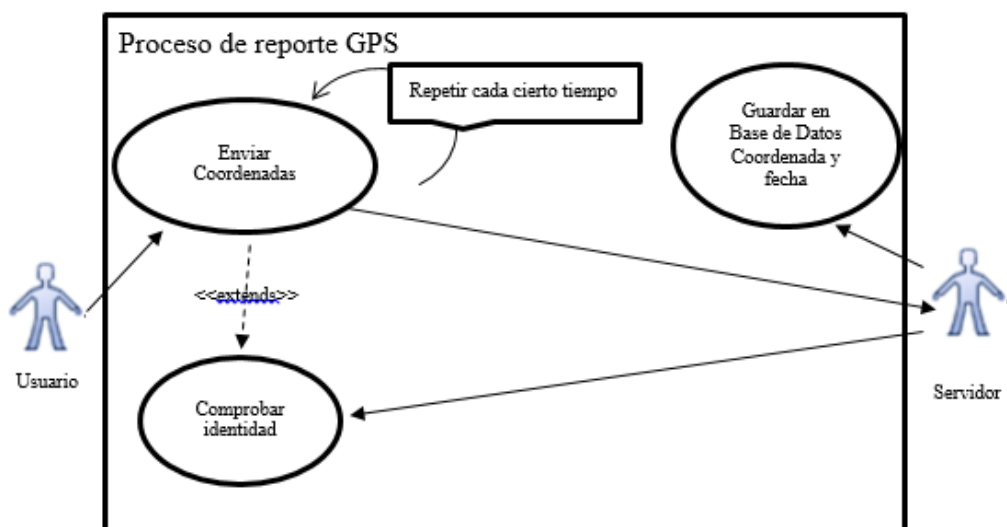 Proceso de reporte GPS
Repetir cada cierto tiempo
Enviar
Coordenadas
Guardar en
Base de Datos
Coordenada y
fecha
<<extends>>
Usuario
Comprobar
identidad
Servidor